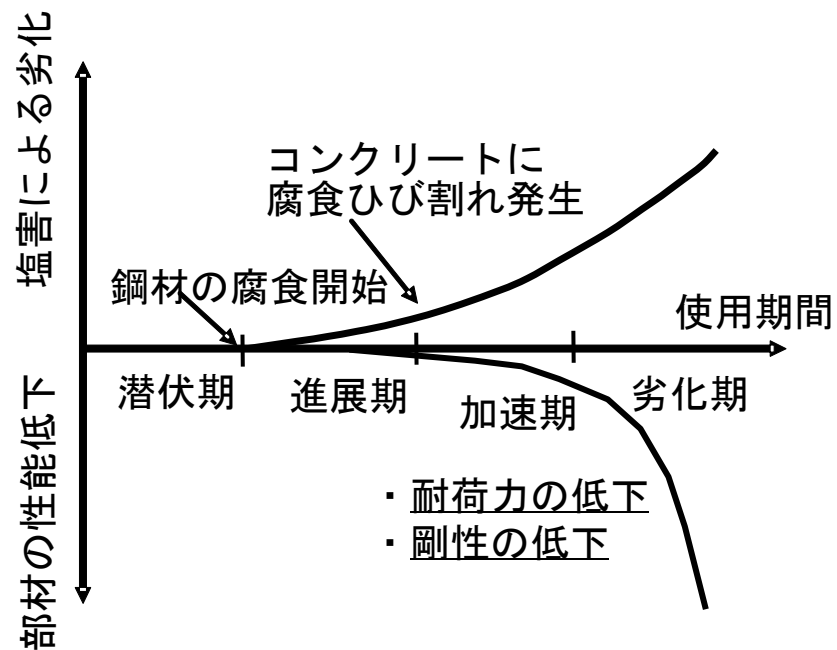 塩害による劣化
コンクリートに
腐食ひび割れ発生
鋼材の腐食開始
使用期間
潜伏期
進展期
加速期
劣化期
部材の性能低下
・耐荷力の低下
・剛性の低下